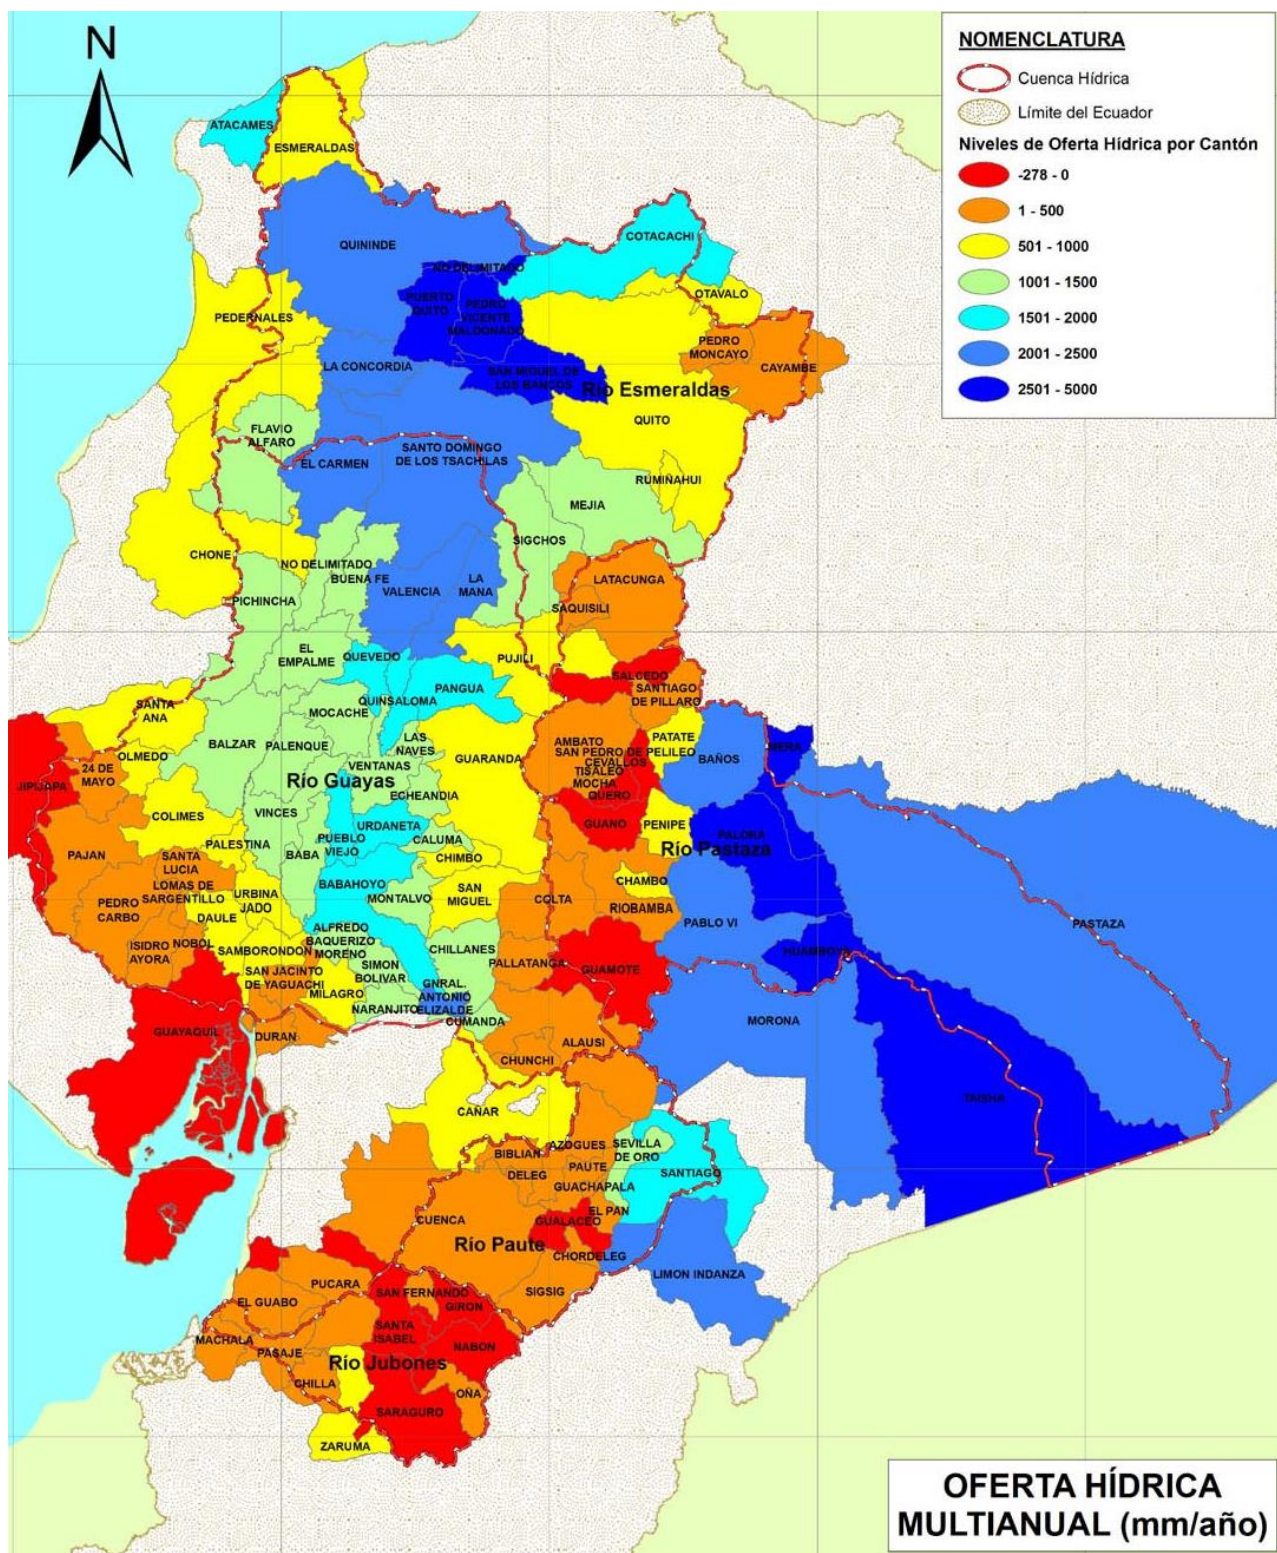 N
NOMENCLATURA
Cuenca Hídrica
Límite del Ecuador
Niveles de Oferta Hídrica por Cantón
-278 - 0
1 - 500
501 - 1000
1001 - 1500
1501 - 2000
2001 - 2500
2501 - 5000
ATACAMES
ESMERALDAS
QUININDE
COTACACHI
NO DELIMITADO
OTAVALO
PUERTO
QUITO
PEDRO
VICENTE
MALDONADO
PEDERNALES
PEDRO
MONCAYO
CAYAMBE
LA CONCORDIA
SAN MIGUEL DE
LOS BANCOS
Río Esmeraldas
QUITO
FLAVIO
ALFARO
EL CARMEN
SANTO DOMINGO
DE LOS TSACHILAS
RUMIÑAHUI
MEJIA
SIGCHOS
CHONE
NO DELIMITADO
BUENA FE
VALENCIA
LA
MANA
LATACUNGA
SAQUISILI
PICHINCHA
EL
EMPALME
QUEVEDO
PUJILI
SALCEDO
SANTIAGO
DE PILLARO
QUINSALOMA
PANGUA
MOCACHE
SANTA
ANA
BALZAR
PALENQUE
LAS
NAVES
GUARANDA
AMBATO
PATATE
SAN PEDRO DE PELILEO
CEVALLOS
TISALEO
MOCHA
QUERO
BAÑOS
MERA
OLMEDO
24 DE
MAYO
JIPIJAPA
VENTANAS
Río Guayas
ECHEANDIA
COLIMES
VINCES
URDANETA
PUEBLO
VIEJO
CALUMA
GUANO
PENIPE
PALORA
Río Pastaza
PALESTINA
BABA
CHIMBO
PAJAN
SANTA
LUCIA
LOMAS DE
SARGENTILLO
PEDRO
CARBO
URBINA
JADO
DAULE
BABAHOYO
MONTALVO
SAN
MIGUEL
CHAMBO
COLTA
RIOBAMBA
PABLO VI
PASTAZA
ISIDRO
AYORA
NOBOL
SAMBORONDON
ALFREDO
BAQUERIZO
MORENO
CHILLANES
HUAMBOYA
PALLATANGA
GUAMOTE
SAN JACINTO
DE YAGUACHI
SIMON
BOLIVAR
MILAGRO
GNRAL.
ANTONIO
ELIZALDE
NARANJITO
CUMANDA
MORONA
GUAYAQUIL
DURAN
ALAUSI
CHUNCHI
TAISHA
CAÑAR
AZOGUES
BIBLIAN
SEVILLA
DE ORO
PAUTE
DELEG
GUACHAPALA
SANTIAGO
EL PAN
CUENCA
GUALACEO
Río Paute
CHORDELEG
LIMON INDANZA
PUCARA
SAN FERNANDO
GIRON
SIGSIG
EL GUABO
SANTA
ISABEL
MACHALA
PASAJE
NABON
Río Jubones
CHILLA
OÑA
SARAGURO
ZARUMA
OFERTA HÍDRICA
MULTIANUAL (mm/año)